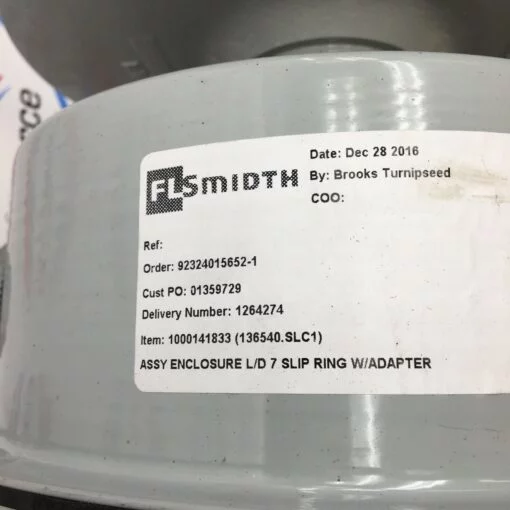 FLSMIDTH
Date: Dec 28 2016
By: Brooks Turnipseed
COO:
Ref:
Order: 92324015652-1
Cust PO: 01359729
Delivery Number: 1264274
Item: 1000141833 (136540.SLC1)
ASSY ENCLOSURE L/D 7 SLIP RING W/ADAPTER